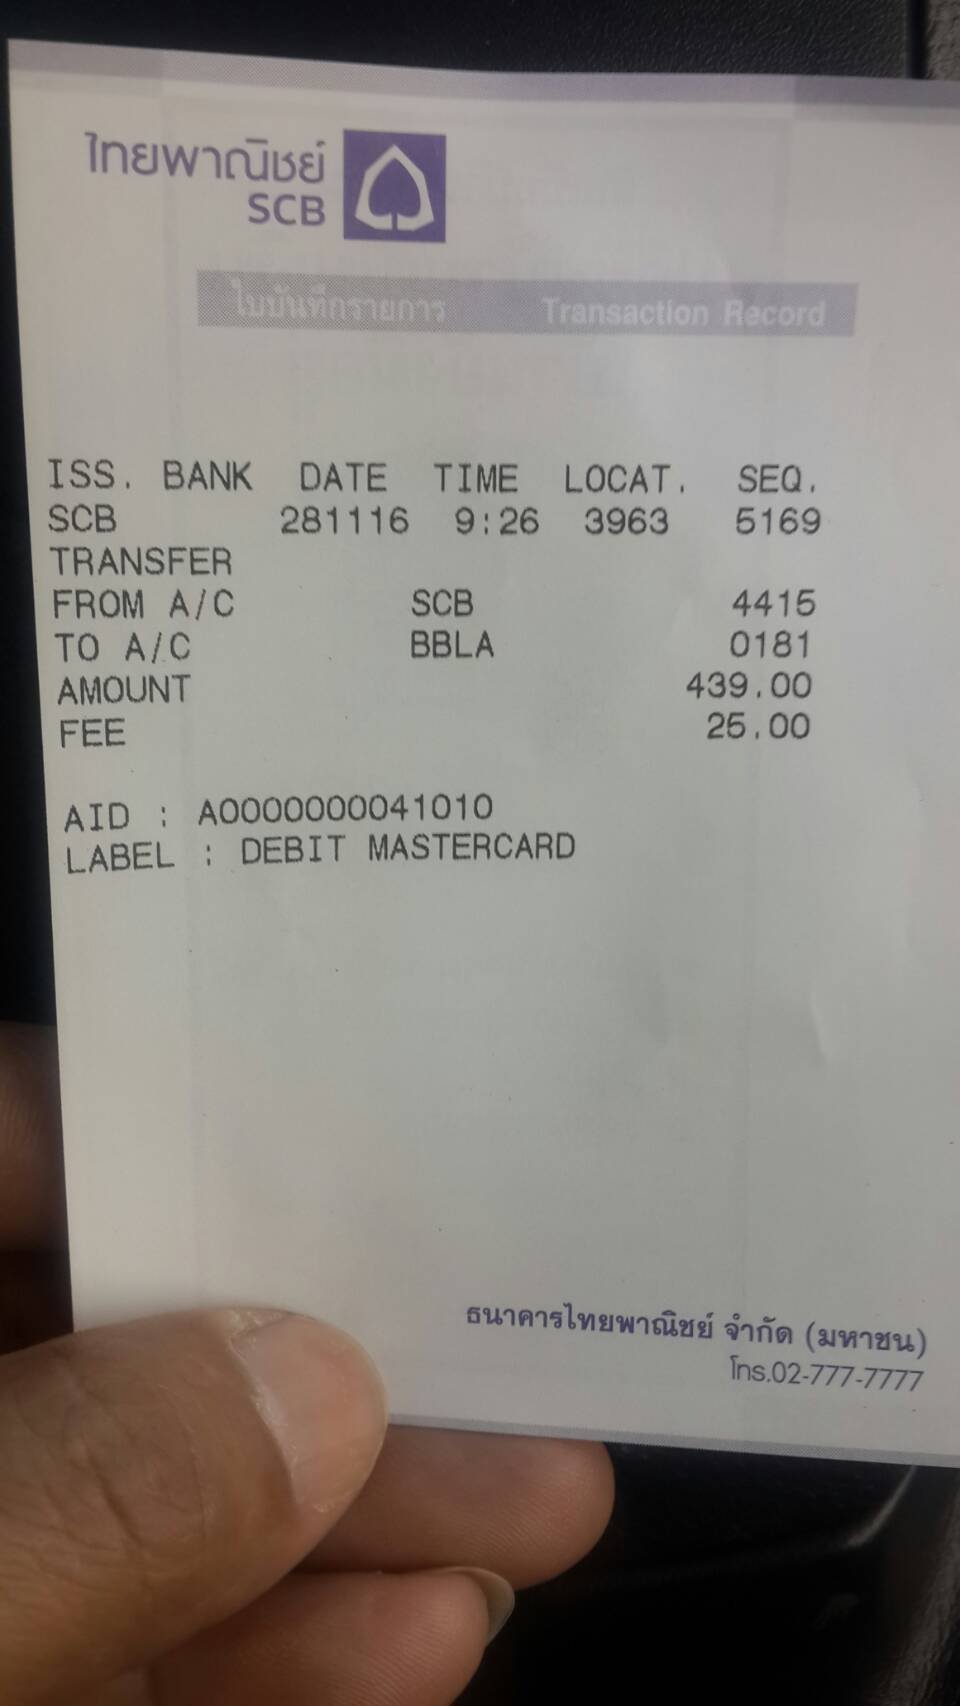 ไทยพาณิชย์
SCB
ใบบันทึกรายการ Transaction Record
ISS. BANK DATE TIME LOCAT. SEQ.
SCB 281116 9:26 3963 5169
TRANSFER
FROM A/C SCB 4415
TO A/C BBLA 0181
AMOUNT 439.00
FEE 25.00
AID : A0000000041010
LABEL : DEBIT MASTERCARD
ธนาคารไทยพาณิชย์ จำกัด (มหาชน)
โทร.02-777-7777